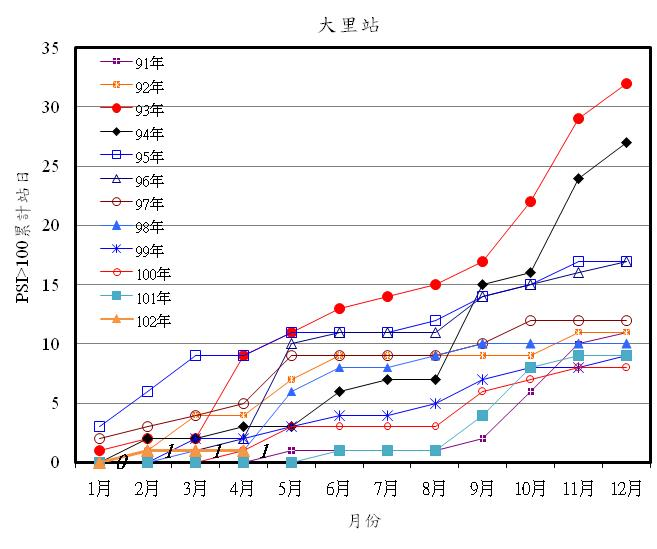 大里站
PSI>100累計站日
35
30
25
20
15
10
5
0
91年
92年
93年
94年
95年
96年
97年
98年
99年
100年
101年
102年
0 1 1 1
1月 2月 3月 4月 5月 6月 7月 8月 9月 10月 11月 12月
月份